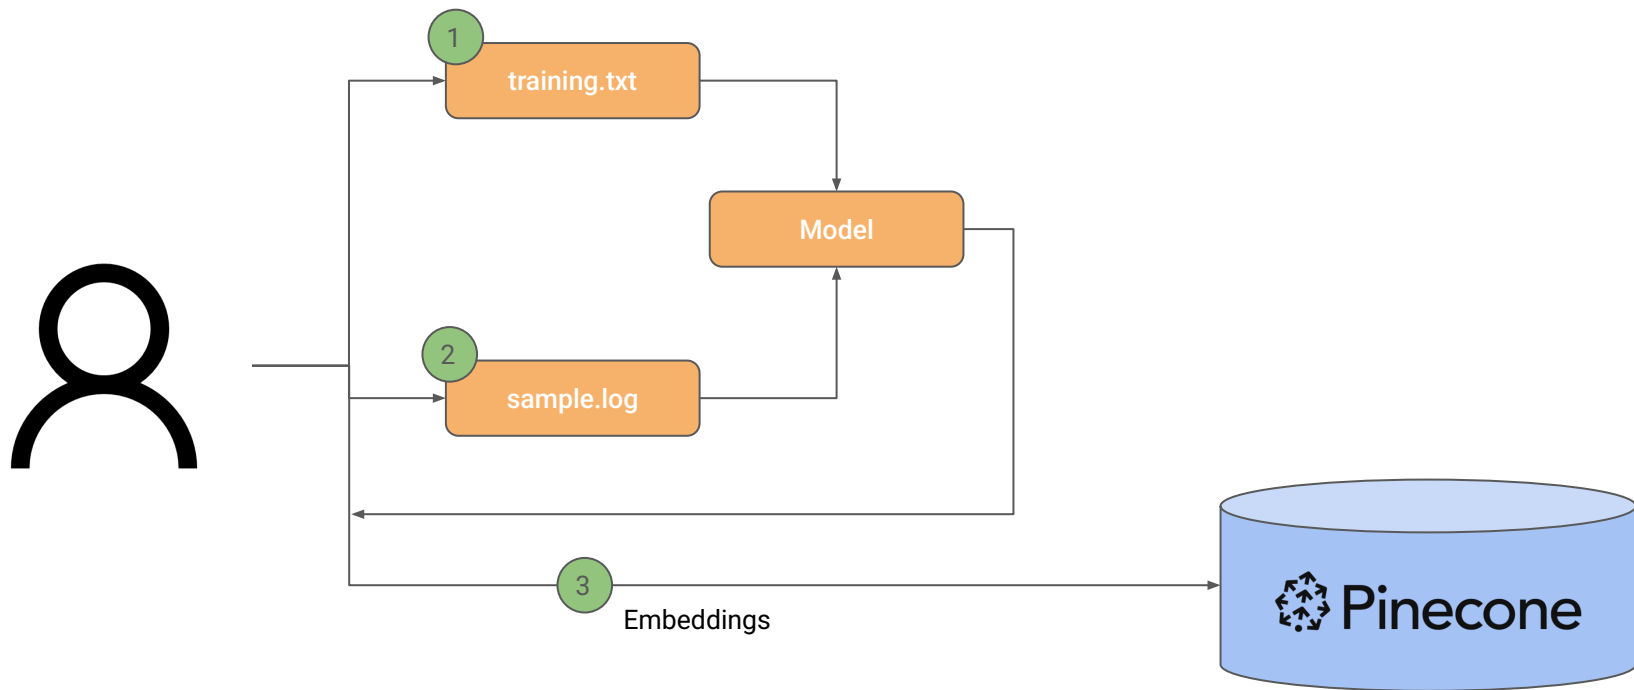 1
training.txt
Model
2
sample.log
3
Embeddings
Pinecone